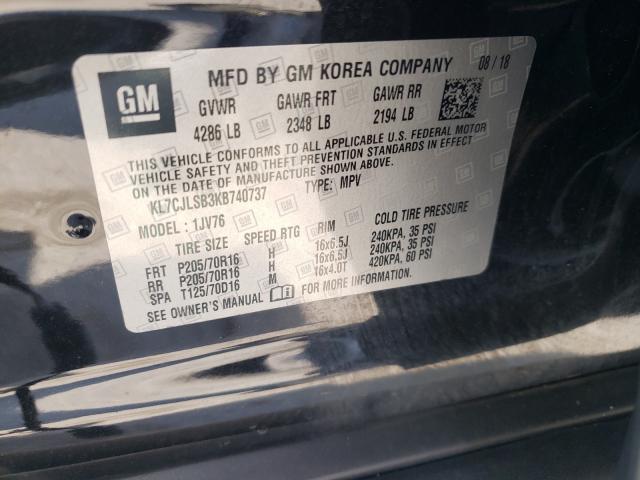 GM MFD BY GM KOREA COMPANY 08/18
GVWR GAWR FRT GAWR RR
4286 LB 2348 LB 2194 LB
THIS VEHICLE CONFORMS TO ALL APPLICABLE U.S. FEDERAL MOTOR
VEHICLE SAFETY AND THEFT PREVENTION STANDARDS IN EFFECT
ON THE DATE OF MANUFACTURE SHOWN ABOVE.
KL7CJLSB3KB740737 TYPE: MPV
MODEL: 1JV76
TIRE SIZE SPEED RTG RIM COLD TIRE PRESSURE
FRT P205/70R16 H 16x6.5J 240KPA, 35 PSI
RR P205/70R16 H 16x6.5J 240KPA, 35 PSI
SPA T125/70D16 M 16x4.0T 420KPA, 60 PSI
SEE OWNER'S MANUAL FOR MORE INFORMATION.